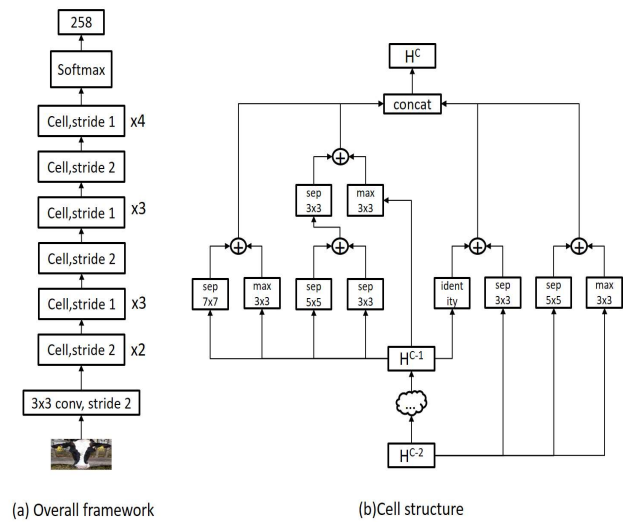 258
Softmax
Cell,stride 1 x4
Cell,stride 2
Cell,stride 1 x3
Cell,stride 2
Cell,stride 1 x3
Cell,stride 2 x2
3x3 conv, stride 2
(a) Overall framework
H^C
concat
+
sep 3x3
max 3x3
+
+
+
+
sep 7x7
max 3x3
sep 5x5
sep 3x3
ident ity
sep 3x3
sep 5x5
max 3x3
H^C-1
...
H^C-2
(b)Cell structure